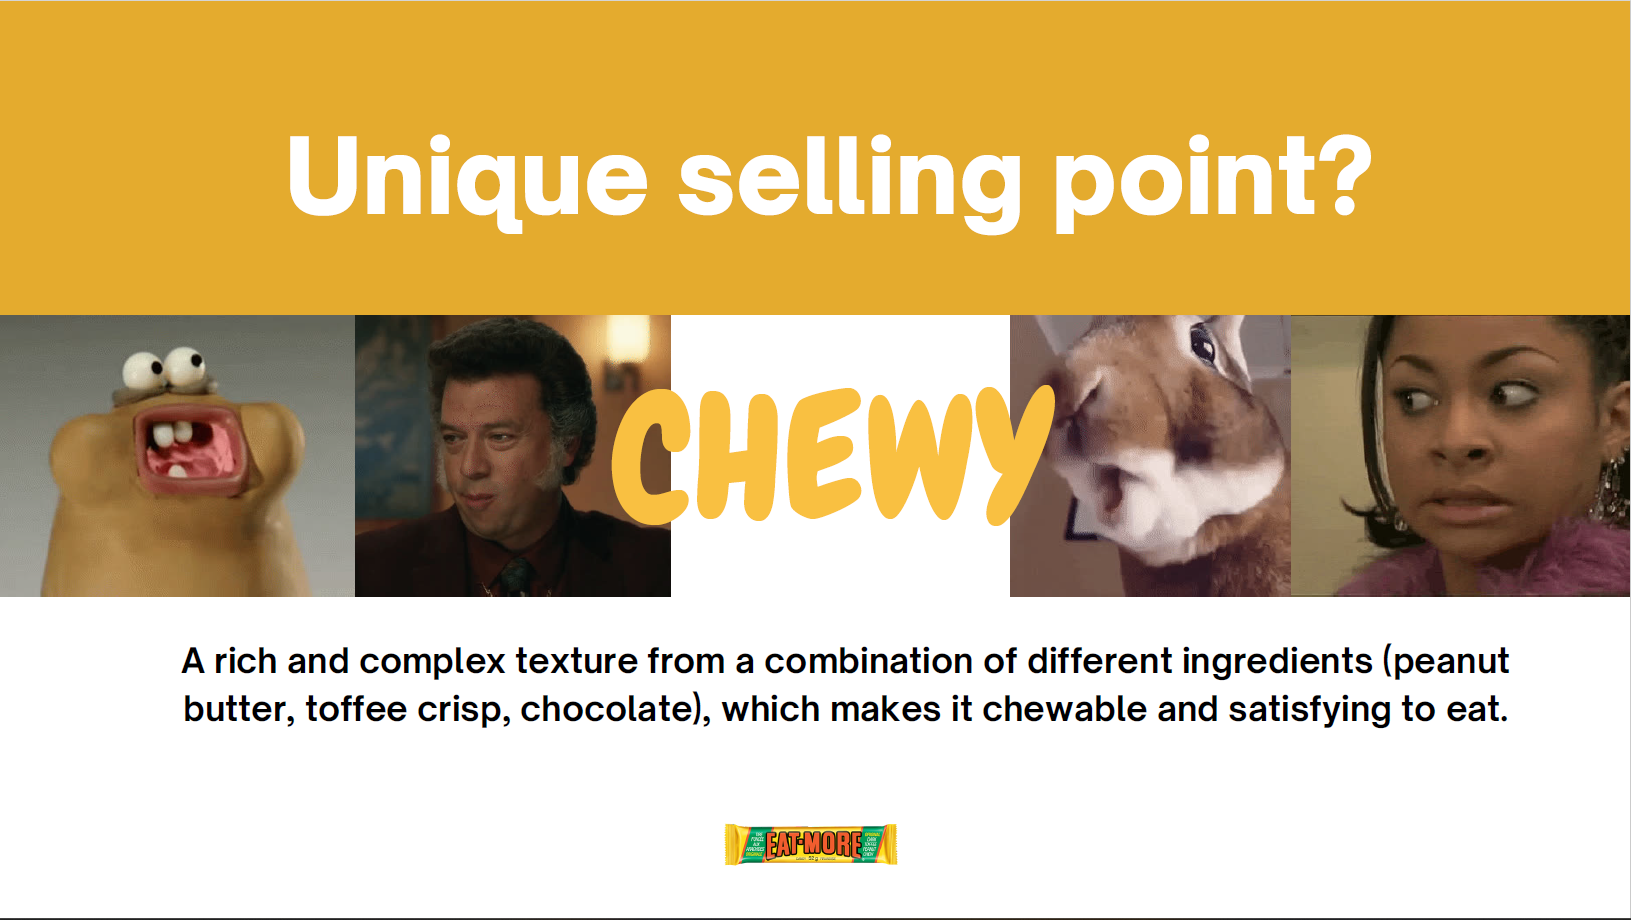 Unique selling point?
CHEWY
A rich and complex texture from a combination of different ingredients (peanut
butter, toffee crisp, chocolate), which makes it chewable and satisfying to eat.
EAT-MORE